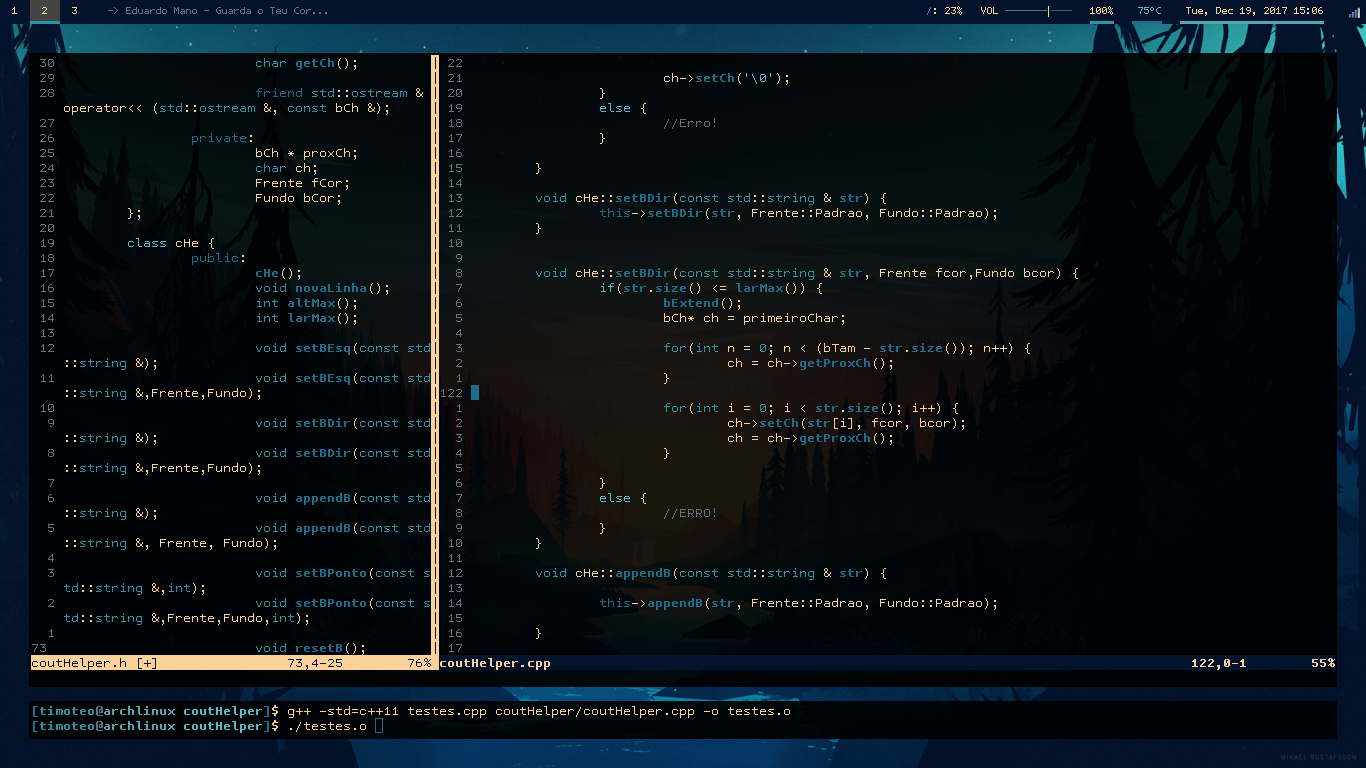 1 2 3 -> Eduardo Mano - Guarda o Teu Cor... /: 23% VOL 100% 75°C Tue, Dec 19, 2017 15:06
30 char getCh();
29
28 friend std::ostream &
operator<< (std::ostream &, const bCh &);
27
26 private:
25 bCh * proxCh;
24 char ch;
23 Frente fCor;
22 Fundo bCor;
21 };
20
19 class cHe {
18 public:
17 cHe();
16 void novaLinha();
15 int altMax();
14 int larMax();
13
12 void setBEsq(const std
::string &);
11 void setBEsq(const std
::string &,Frente,Fundo);
10
9 void setBDir(const std
::string &);
8 void setBDir(const std
::string &,Frente,Fundo);
7
6 void appendB(const std
::string &);
5 void appendB(const std
::string &, Frente, Fundo);
4
3 void setBPonto(const s
td::string &,int);
2 void setBPonto(const s
td::string &,Frente,Fundo,int);
1
73 void resetB();
coutHelper.h [+] 73,4-25 76%
22
21 ch->setCh('\0');
20 }
19 else {
18 //Erro!
17 }
16
15 }
14
13 void cHe::setBDir(const std::string & str) {
12 this->setBDir(str, Frente::Padrao, Fundo::Padrao);
11 }
10
9
8 void cHe::setBDir(const std::string & str, Frente fcor,Fundo bcor) {
7 if(str.size() <= larMax()) {
6 bExtend();
5 bCh* ch = primeiroChar;
4
3 for(int n = 0; n < (bTam - str.size()); n++) {
2 ch = ch->getProxCh();
1 }
122
1 for(int i = 0; i < str.size(); i++) {
2 ch->setCh(str[i], fcor, bcor);
3 ch = ch->getProxCh();
4 }
5
6 }
7 else {
8 //ERRO!
9 }
10 }
11
12 void cHe::appendB(const std::string & str) {
13
14 this->appendB(str, Frente::Padrao, Fundo::Padrao);
15
16 }
17
coutHelper.cpp 122,0-1 55%
[timoteo@archlinux coutHelper]$ g++ -std=c++11 testes.cpp coutHelper/coutHelper.cpp -o testes.o
[timoteo@archlinux coutHelper]$ ./testes.o
MIKAEL GUSTAFSSON